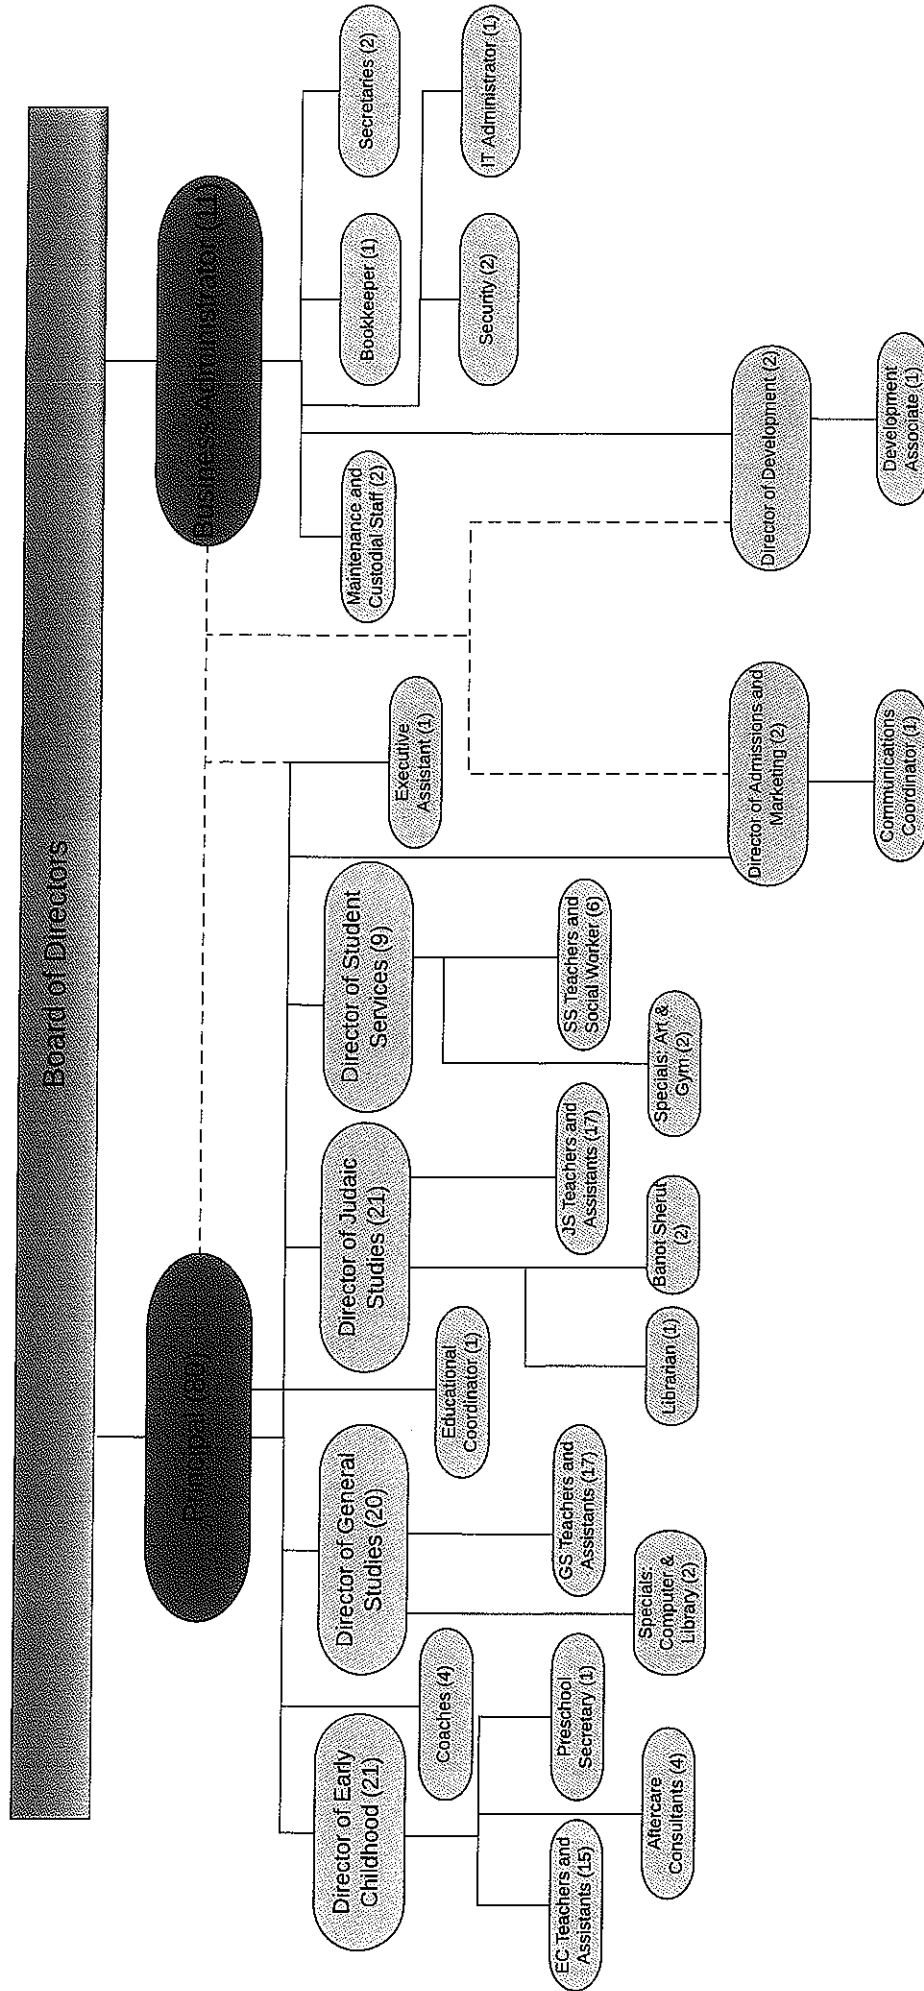 Board of Directors
Principal (80)
Business Administrator (11)
Director of Early
Childhood (21)
Director of General
Studies (20)
Director of Judaic
Studies (21)
Director of Student
Services (9)
Maintenance and
Custodial Staff (2)
Bookkeeper (1)
Secretaries (2)
Coaches (4)
Educational
Coordinator (1)
Executive
Assistant (1)
Security (2)
IT Administrator (1)
EC Teachers and
Assistants (15)
Preschool
Secretary (1)
GS Teachers and
Assistants (17)
JS Teachers and
Assistants (17)
SS Teachers and
Social Worker (6)
Aftercare
Consultants (4)
Specials:
Computer &
Library (2)
Librarian (1)
Banot Sherut
(2)
Specials: Art &
Gym (2)
Director of Admissions and
Marketing (2)
Director of Development (2)
Communications
Coordinator (1)
Development
Associate (1)